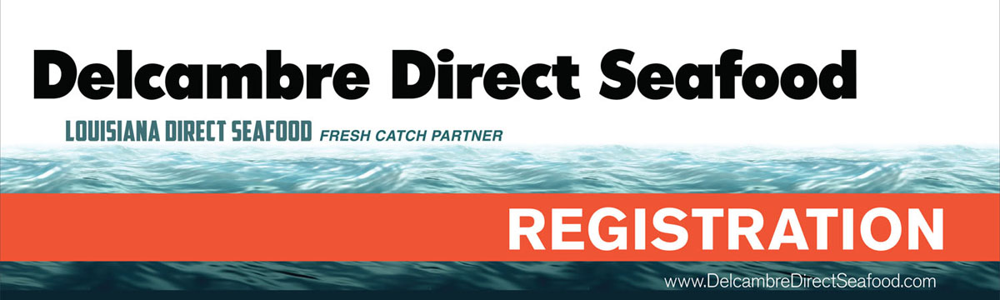 Delcambre Direct Seafood
LOUISIANA DIRECT SEAFOOD FRESH CATCH PARTNER
REGISTRATION
www.DelcambreDirectSeafood.com